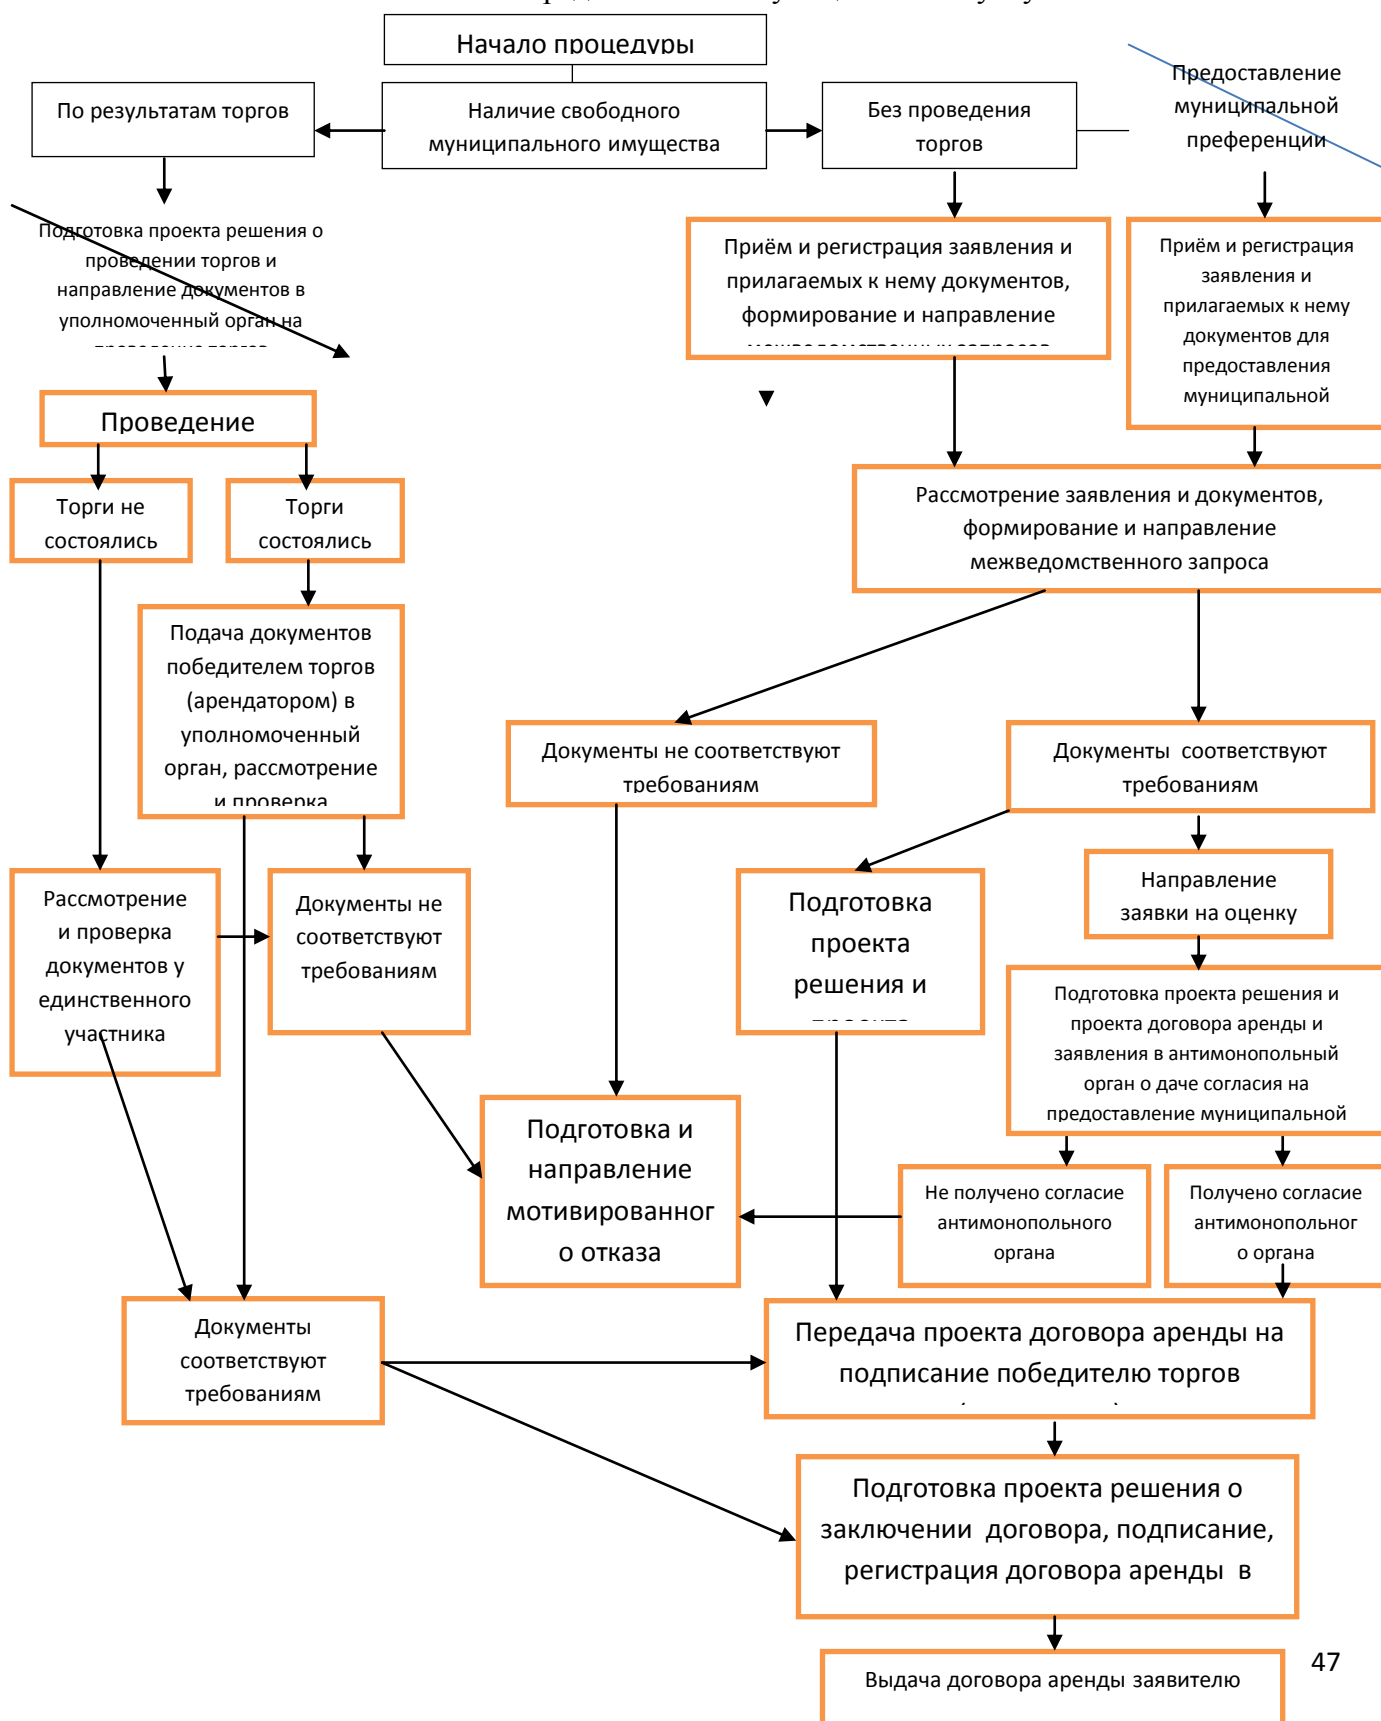 Начало процедуры
По результатам торгов
Наличие свободного
муниципального имущества
Без проведения
торгов
Предоставление
муниципальной
преференции
Подготовка проекта решения о
проведении торгов и
направление документов в
уполномоченный орган на
проведение торгов
Приём и регистрация заявления и
прилагаемых к нему документов,
формирование и направление
межведомственных запросов
Приём и регистрация
заявления и
прилагаемых к нему
документов для
предоставления
муниципальной
Проведение
Торги не
состоялись
Торги
состоялись
Рассмотрение заявления и документов,
формирование и направление
межведомственного запроса
Подача документов
победителем торгов
(арендатором) в
уполномоченный
орган, рассмотрение
и проверка
Документы не соответствуют
требованиям
Документы соответствуют
требованиям
Рассмотрение
и проверка
документов у
единственного
участника
Документы не
соответствуют
требованиям
Подготовка
проекта
решения и
проекта
Направление
заявки на оценку
Подготовка проекта решения и
проекта договора аренды и
заявления в антимонопольный
орган о даче согласия на
предоставление муниципальной
Подготовка и
направление
мотивированног
о отказа
Не получено согласие
антимонопольного
органа
Получено согласие
антимонопольног
о органа
Документы
соответствуют
требованиям
Передача проекта договора аренды на
подписание победителю торгов
Подготовка проекта решения о
заключении договора, подписание,
регистрация договора аренды в
Выдача договора аренды заявителю
47